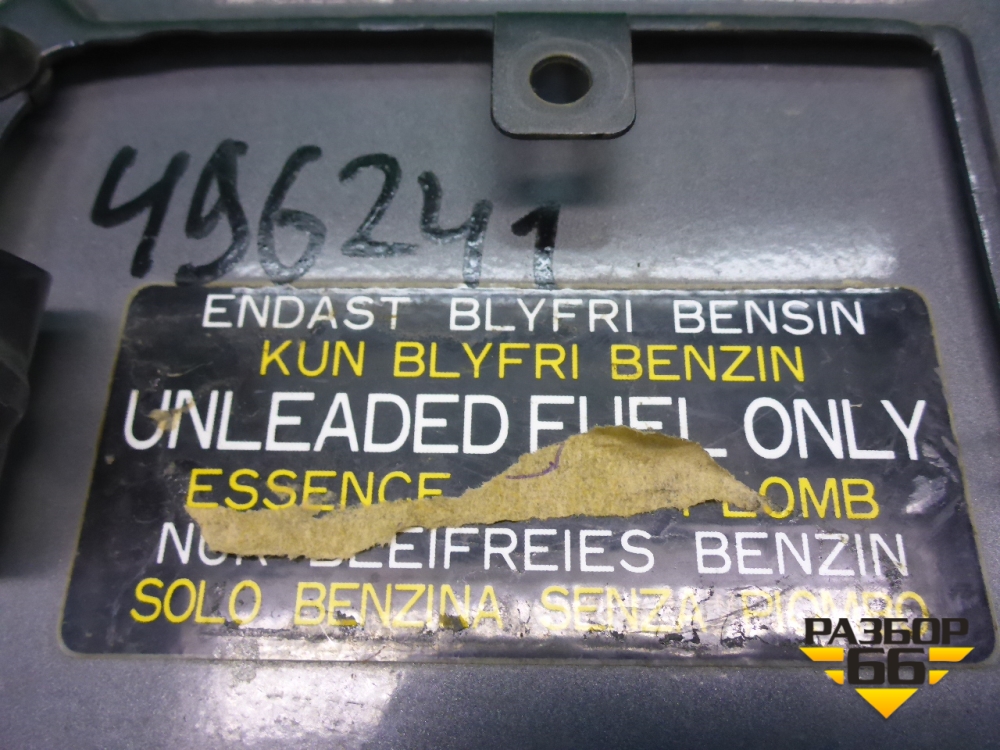 496241
ENDAST BLYFRI BENSIN
KUN BLYFRI BENZIN
UNLEADED FUEL ONLY
ESSENCE PLOMB
NUR BLEIFREIES BENZIN
SOLO BENZINA SENZA PIOMBO
РАЗБОР
66